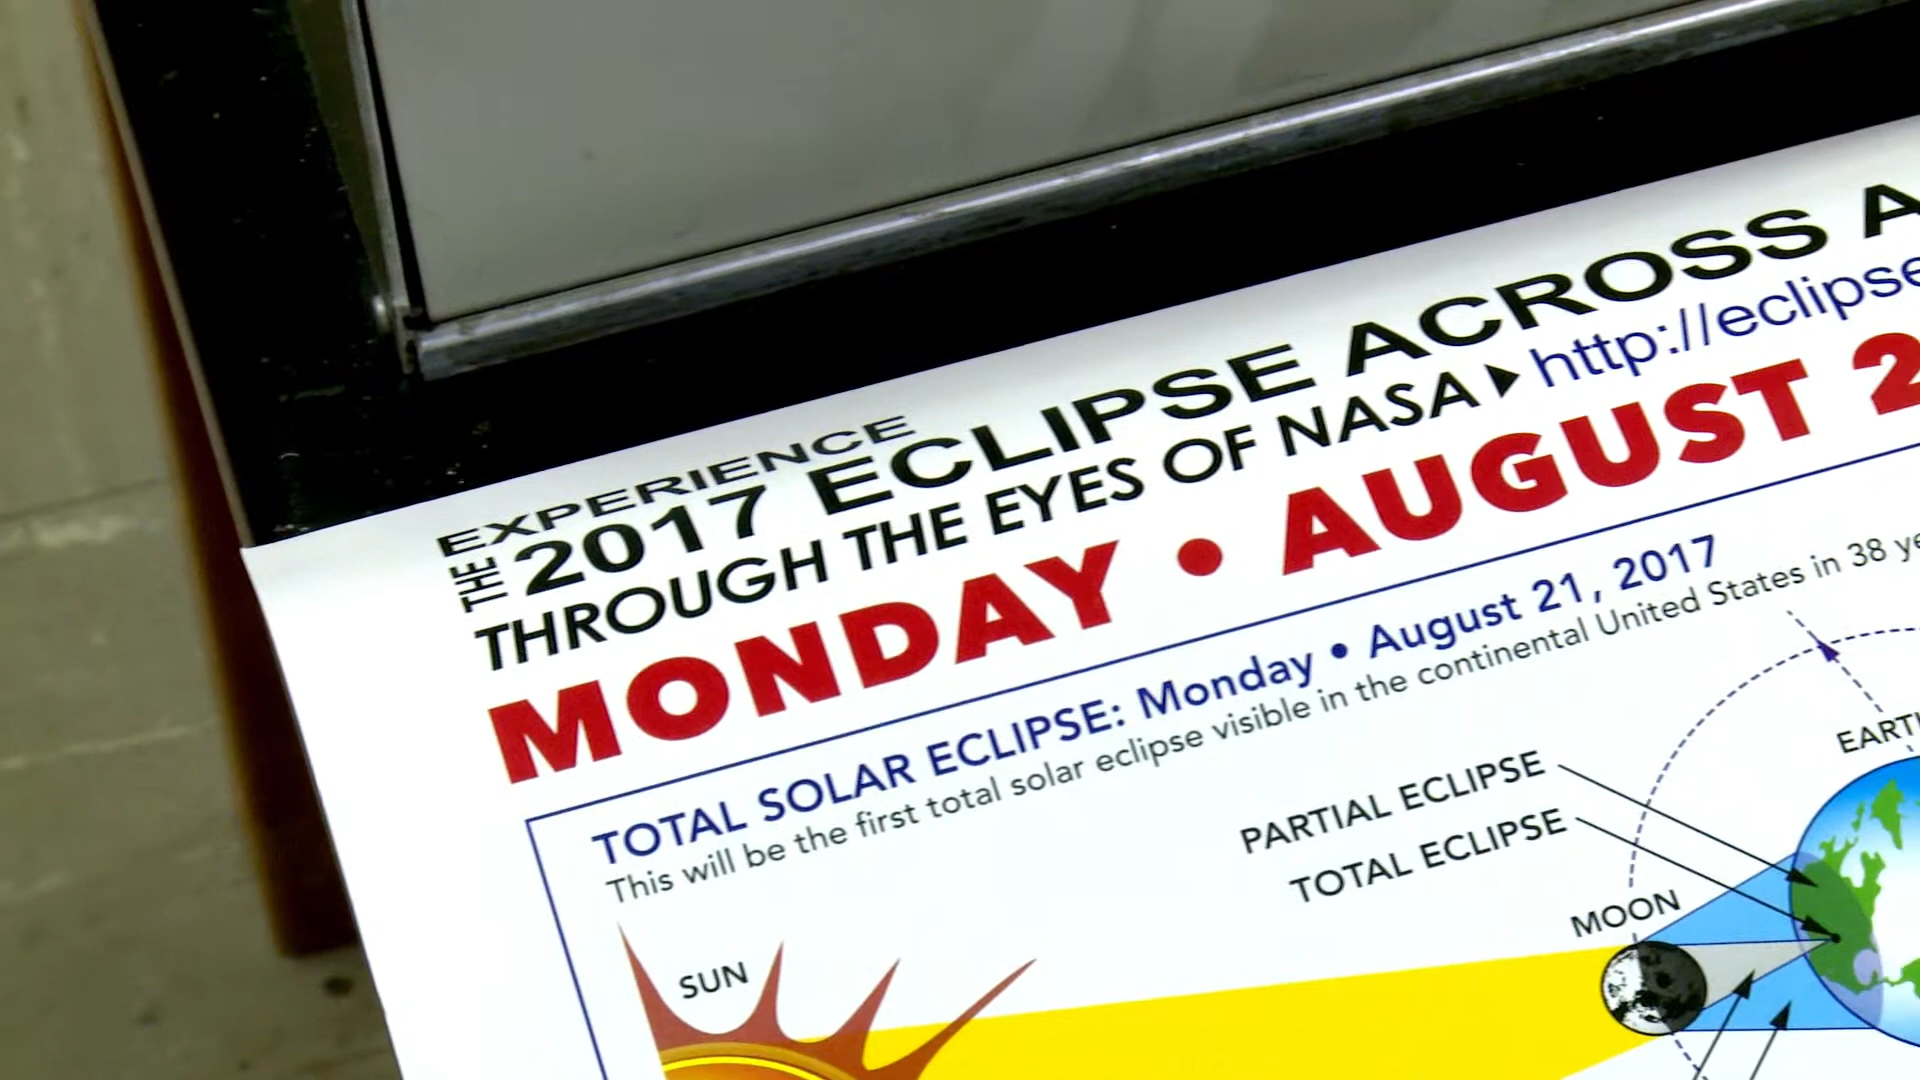 EXPERIENCE
THE 2017 ECLIPSE ACROSS
THROUGH THE EYES OF NASA ▶ http://eclipse
MONDAY • AUGUST 2
TOTAL SOLAR ECLIPSE: Monday • August 21, 2017
This will be the first total solar eclipse visible in the continental United States in 38
EARTH
PARTIAL ECLIPSE
TOTAL ECLIPSE
MOON
SUN